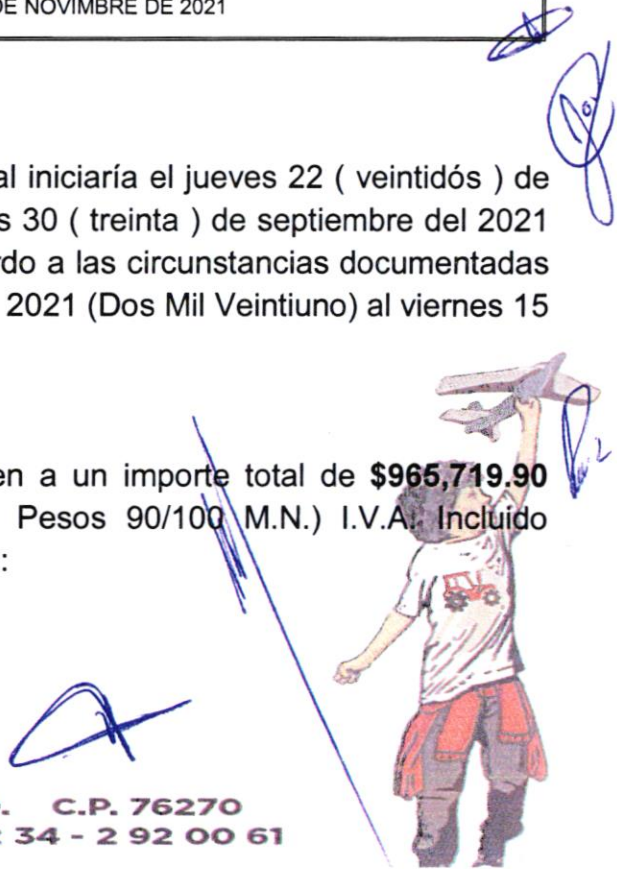 DE NOVIMBRE DE 2021
al iniciaría el jueves 22 ( veintidós ) de
s 30 ( treinta ) de septiembre del 2021
rdo a las circunstancias documentadas
2021 (Dos Mil Veintiuno) al viernes 15
en a un importe total de $965,719.90
Pesos 90/100 M.N.) I.V.A. Incluido
:
. C.P. 76270
: 34 - 2 92 00 61